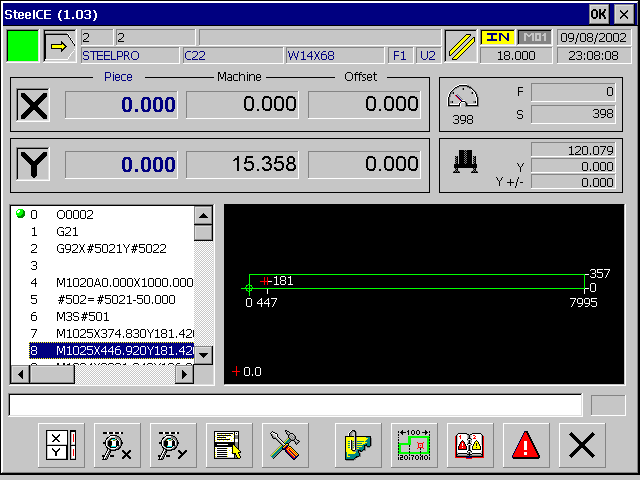 SteelCE (1.03) OK ×
2 2 IN M01 09/08/2002
STEELPRO C22 W14X68 F1 U2 18.000 23:08:08
Piece Machine Offset
X 0.000 0.000 0.000 398 F 0
S 398
Y 0.000 15.358 0.000 120.079
Y 0.000
Y +/- 0.000
0 O0002
1 G21
2 G92X#5021Y#5022
3
4 M1020A0.000X1000.000
5 #502=#5021-50.000
6 M3S#501
7 M1025X374.830Y181.42
8 M1025X446.920Y181.42
-181 357
0
0 447 7995
0.0
X
Y
X Y 100
20 70 10
X